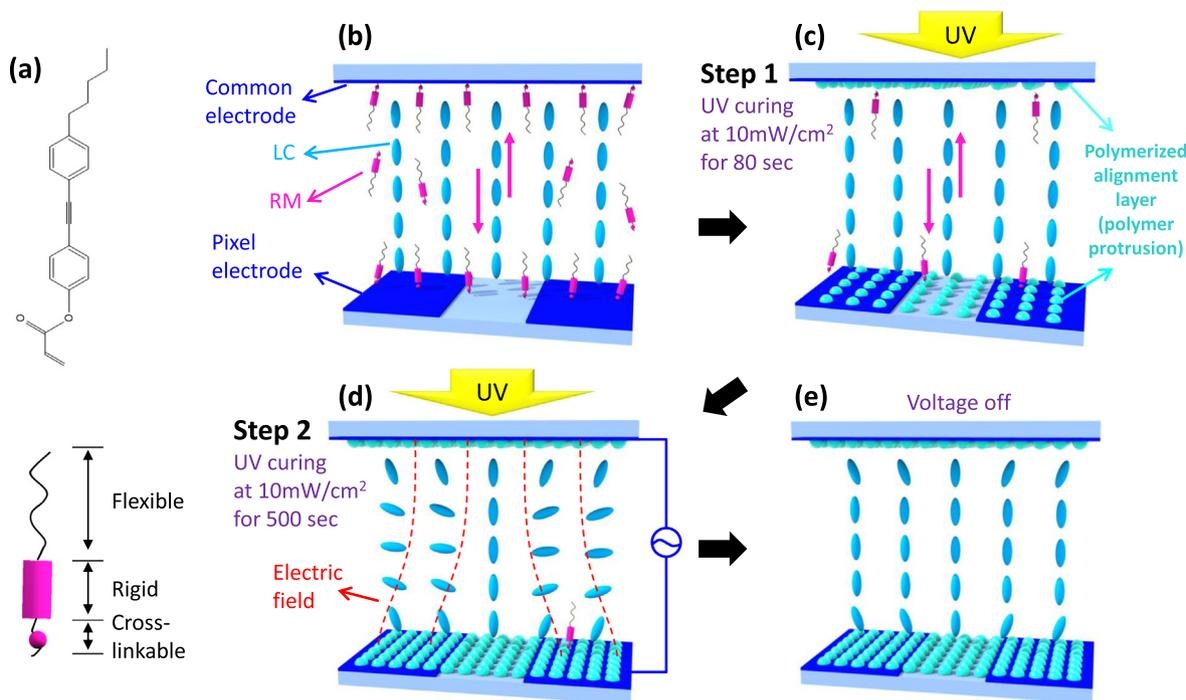 (a)
O
O
Flexible
Rigid
Cross-
linkable
(b)
Common
electrode
LC
RM
Pixel
electrode
(c)
UV
Step 1
UV curing
at 10mW/cm²
for 80 sec
Polymerized
alignment
layer
(polymer
protrusion)
(d)
UV
Step 2
UV curing
at 10mW/cm²
for 500 sec
Electric
field
(e)
Voltage off